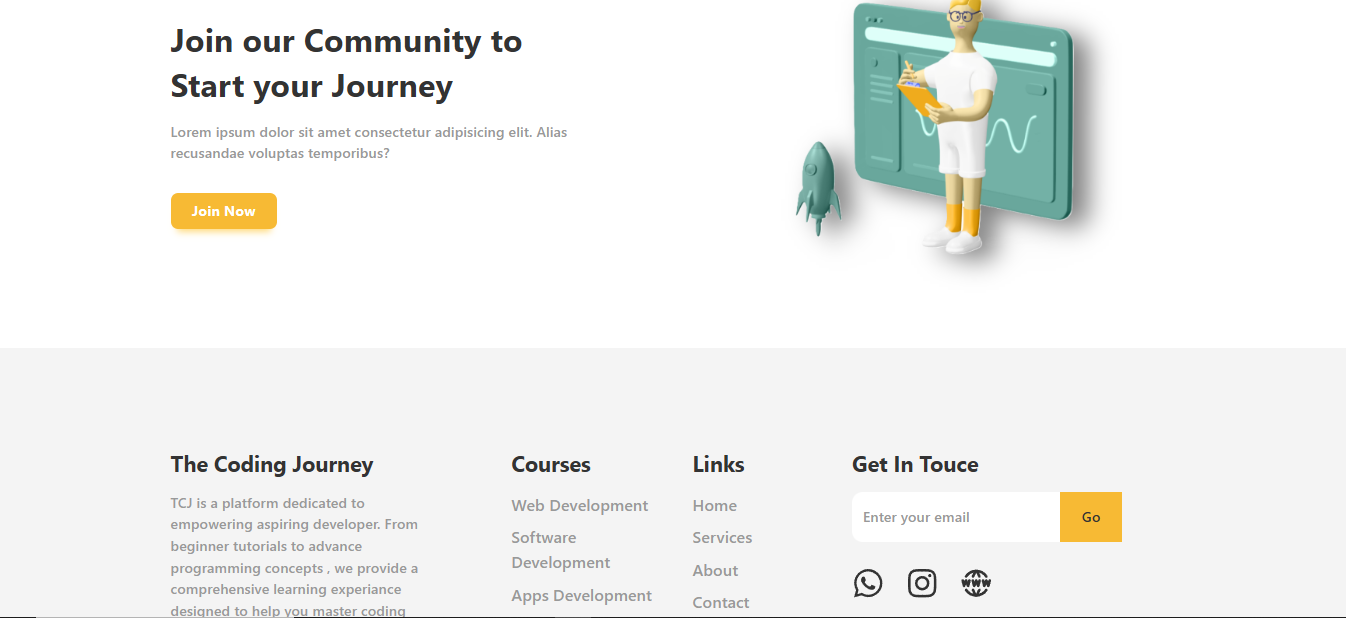 Join our Community to
Start your Journey
Lorem ipsum dolor sit amet consectetur adipisicing elit. Alias
recusandae voluptas temporibus?
Join Now
The Coding Journey
TCJ is a platform dedicated to
empowering aspiring developer. From
beginner tutorials to advance
programming concepts , we provide a
comprehensive learning experiance
designed to help you master coding
Courses
Web Development
Software
Development
Apps Development
Links
Home
Services
About
Contact
Get In Touce
Enter your email
Go
WWW